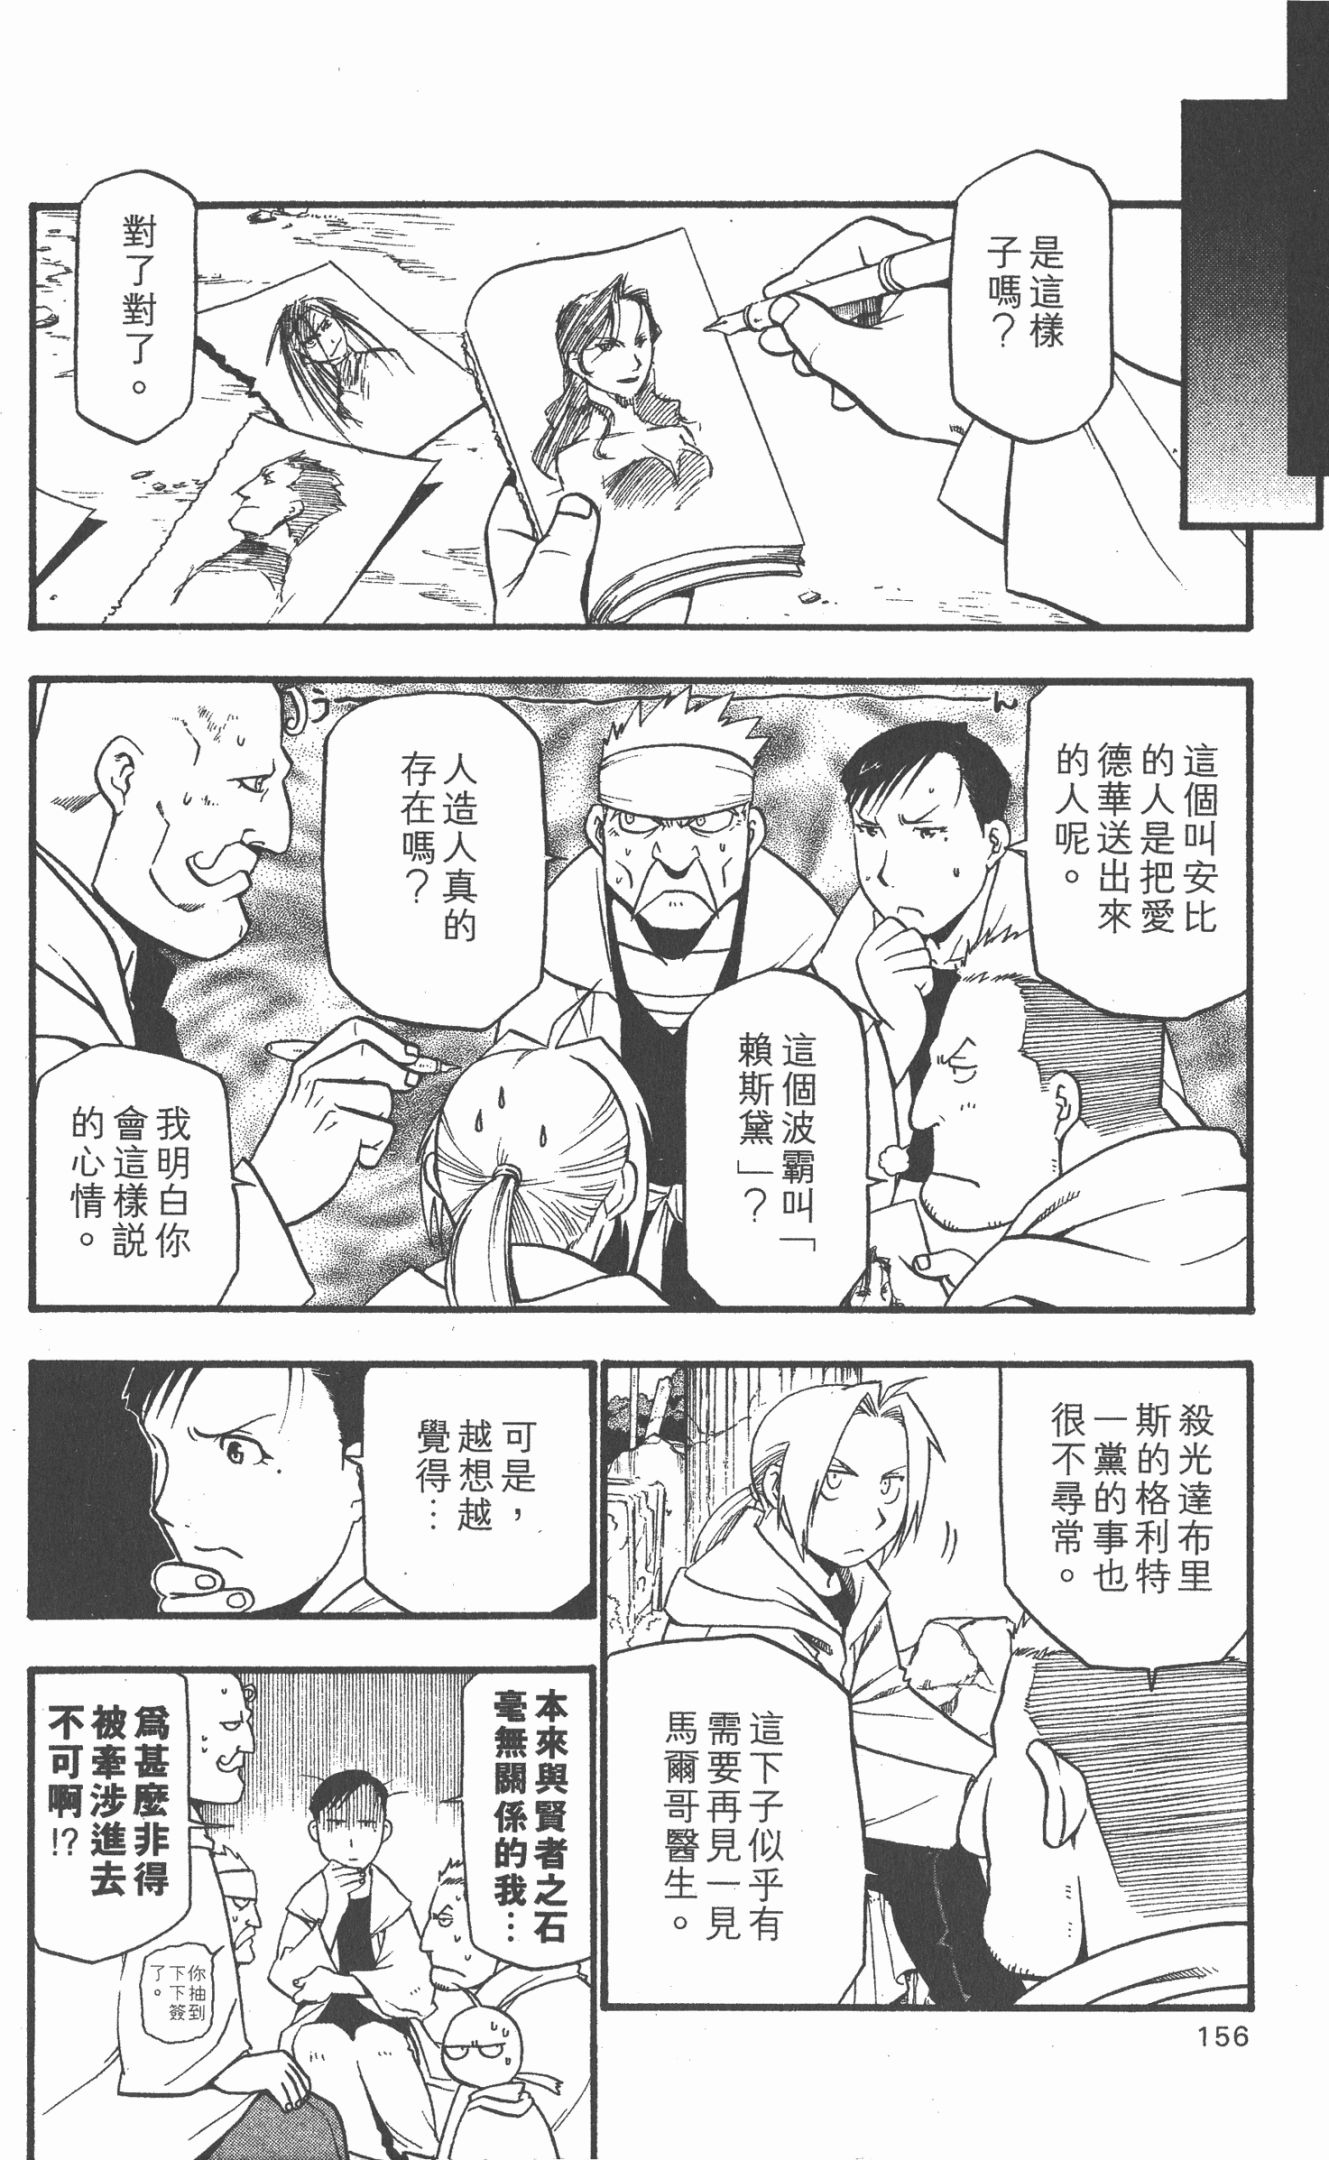 是這樣
子嗎？
對了對了。
這個叫安比
的人是把愛
德華送出來
的人呢。
這個波霸叫「
賴斯黛」？
人造人真的
存在嗎？
我明白你
會這樣說
的心情。
う
ん
殺光達布里
斯的格利特
一黨的事也
很不尋常。
這下子似乎有
需要再見一見
馬爾哥醫生。
可是，
越想越
覺得…
本來與賢者之石
毫無關係的我…
為甚麼非得
被牽涉進去
不可啊!?
你抽到
下下簽
了。
156